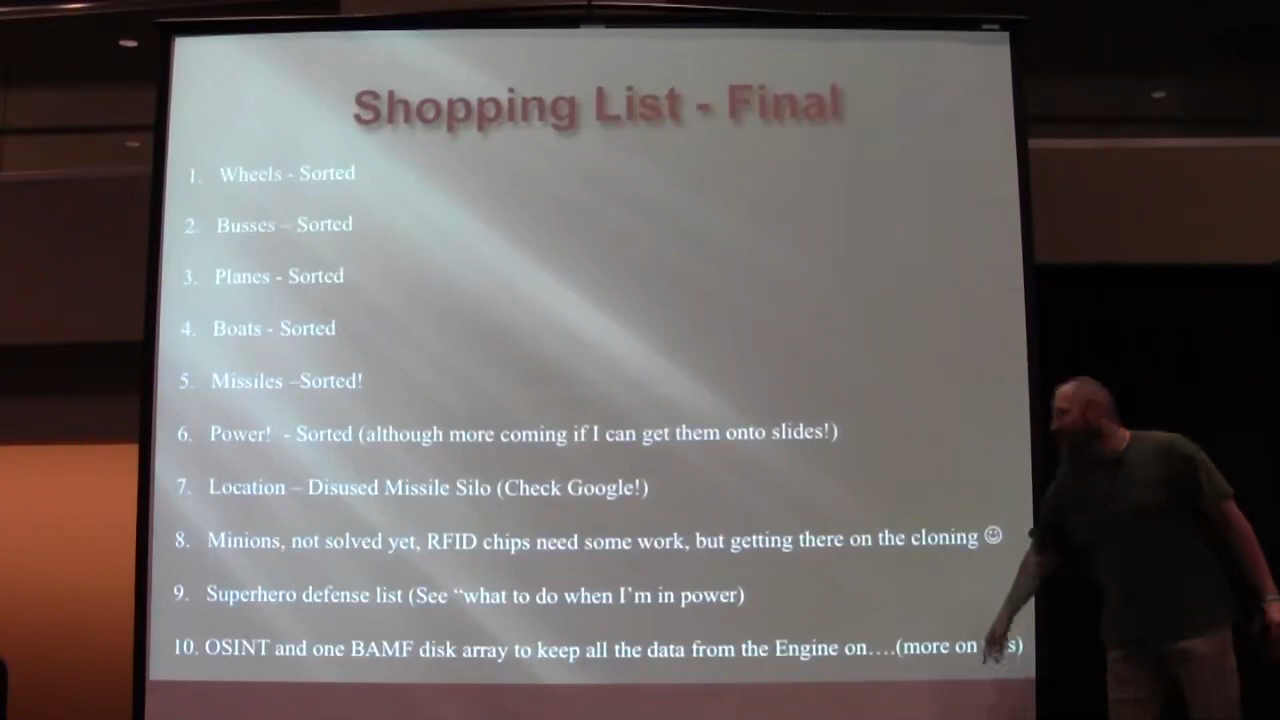 Shopping List - Final
1. Wheels - Sorted
2. Busses – Sorted
3. Planes - Sorted
4. Boats - Sorted
5. Missiles –Sorted!
6. Power! - Sorted (although more coming if I can get them onto slides!)
7. Location – Disused Missile Silo (Check Google!)
8. Minions, not solved yet, RFID chips need some work, but getting there on the cloning ☺
9. Superhero defense list (See “what to do when I’m in power)
10. OSINT and one BAMF disk array to keep all the data from the Engine on….(more on